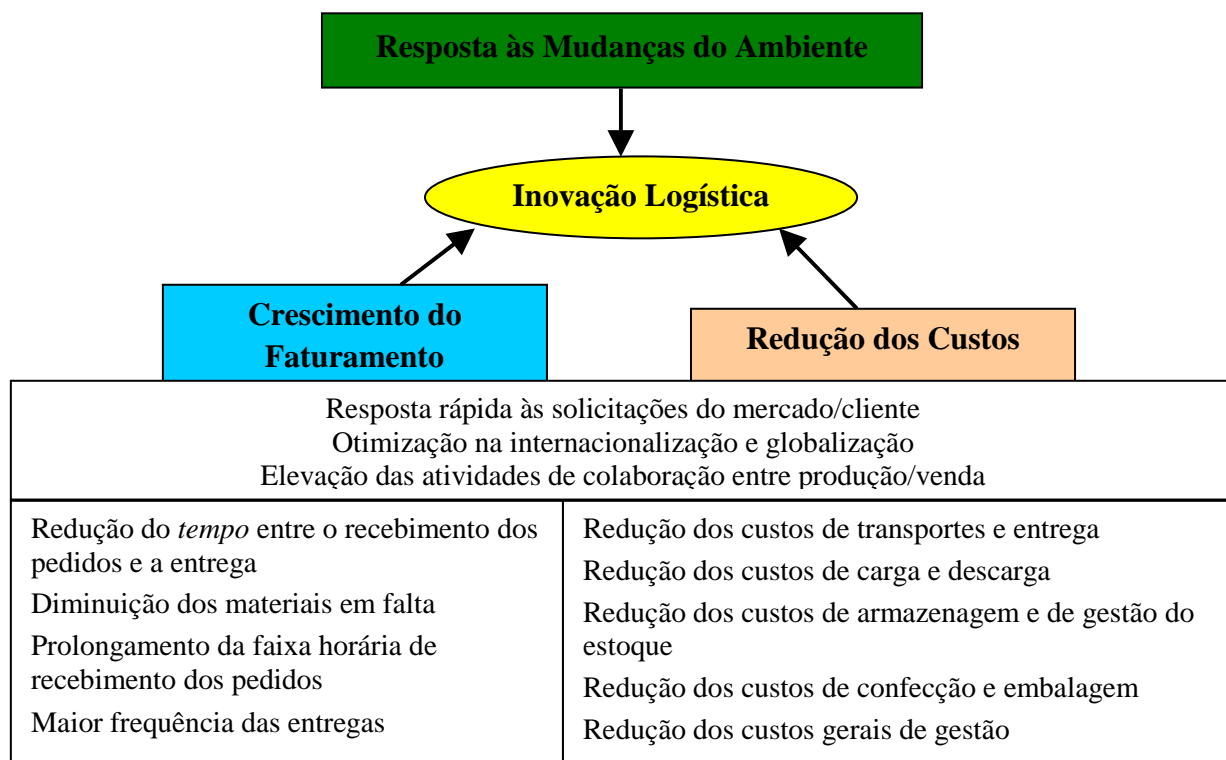 Resposta às Mudanças do Ambiente
Inovação Logística
Crescimento do
Faturamento
Redução dos Custos
Resposta rápida às solicitações do mercado/cliente
Otimização na internacionalização e globalização
Elevação das atividades de colaboração entre produção/venda
Redução do tempo entre o recebimento dos
pedidos e a entrega
Diminuição dos materiais em falta
Prolongamento da faixa horária de
recebimento dos pedidos
Maior frequência das entregas
Redução dos custos de transportes e entrega
Redução dos custos de carga e descarga
Redução dos custos de armazenagem e de gestão do
estoque
Redução dos custos de confecção e embalagem
Redução dos custos gerais de gestão